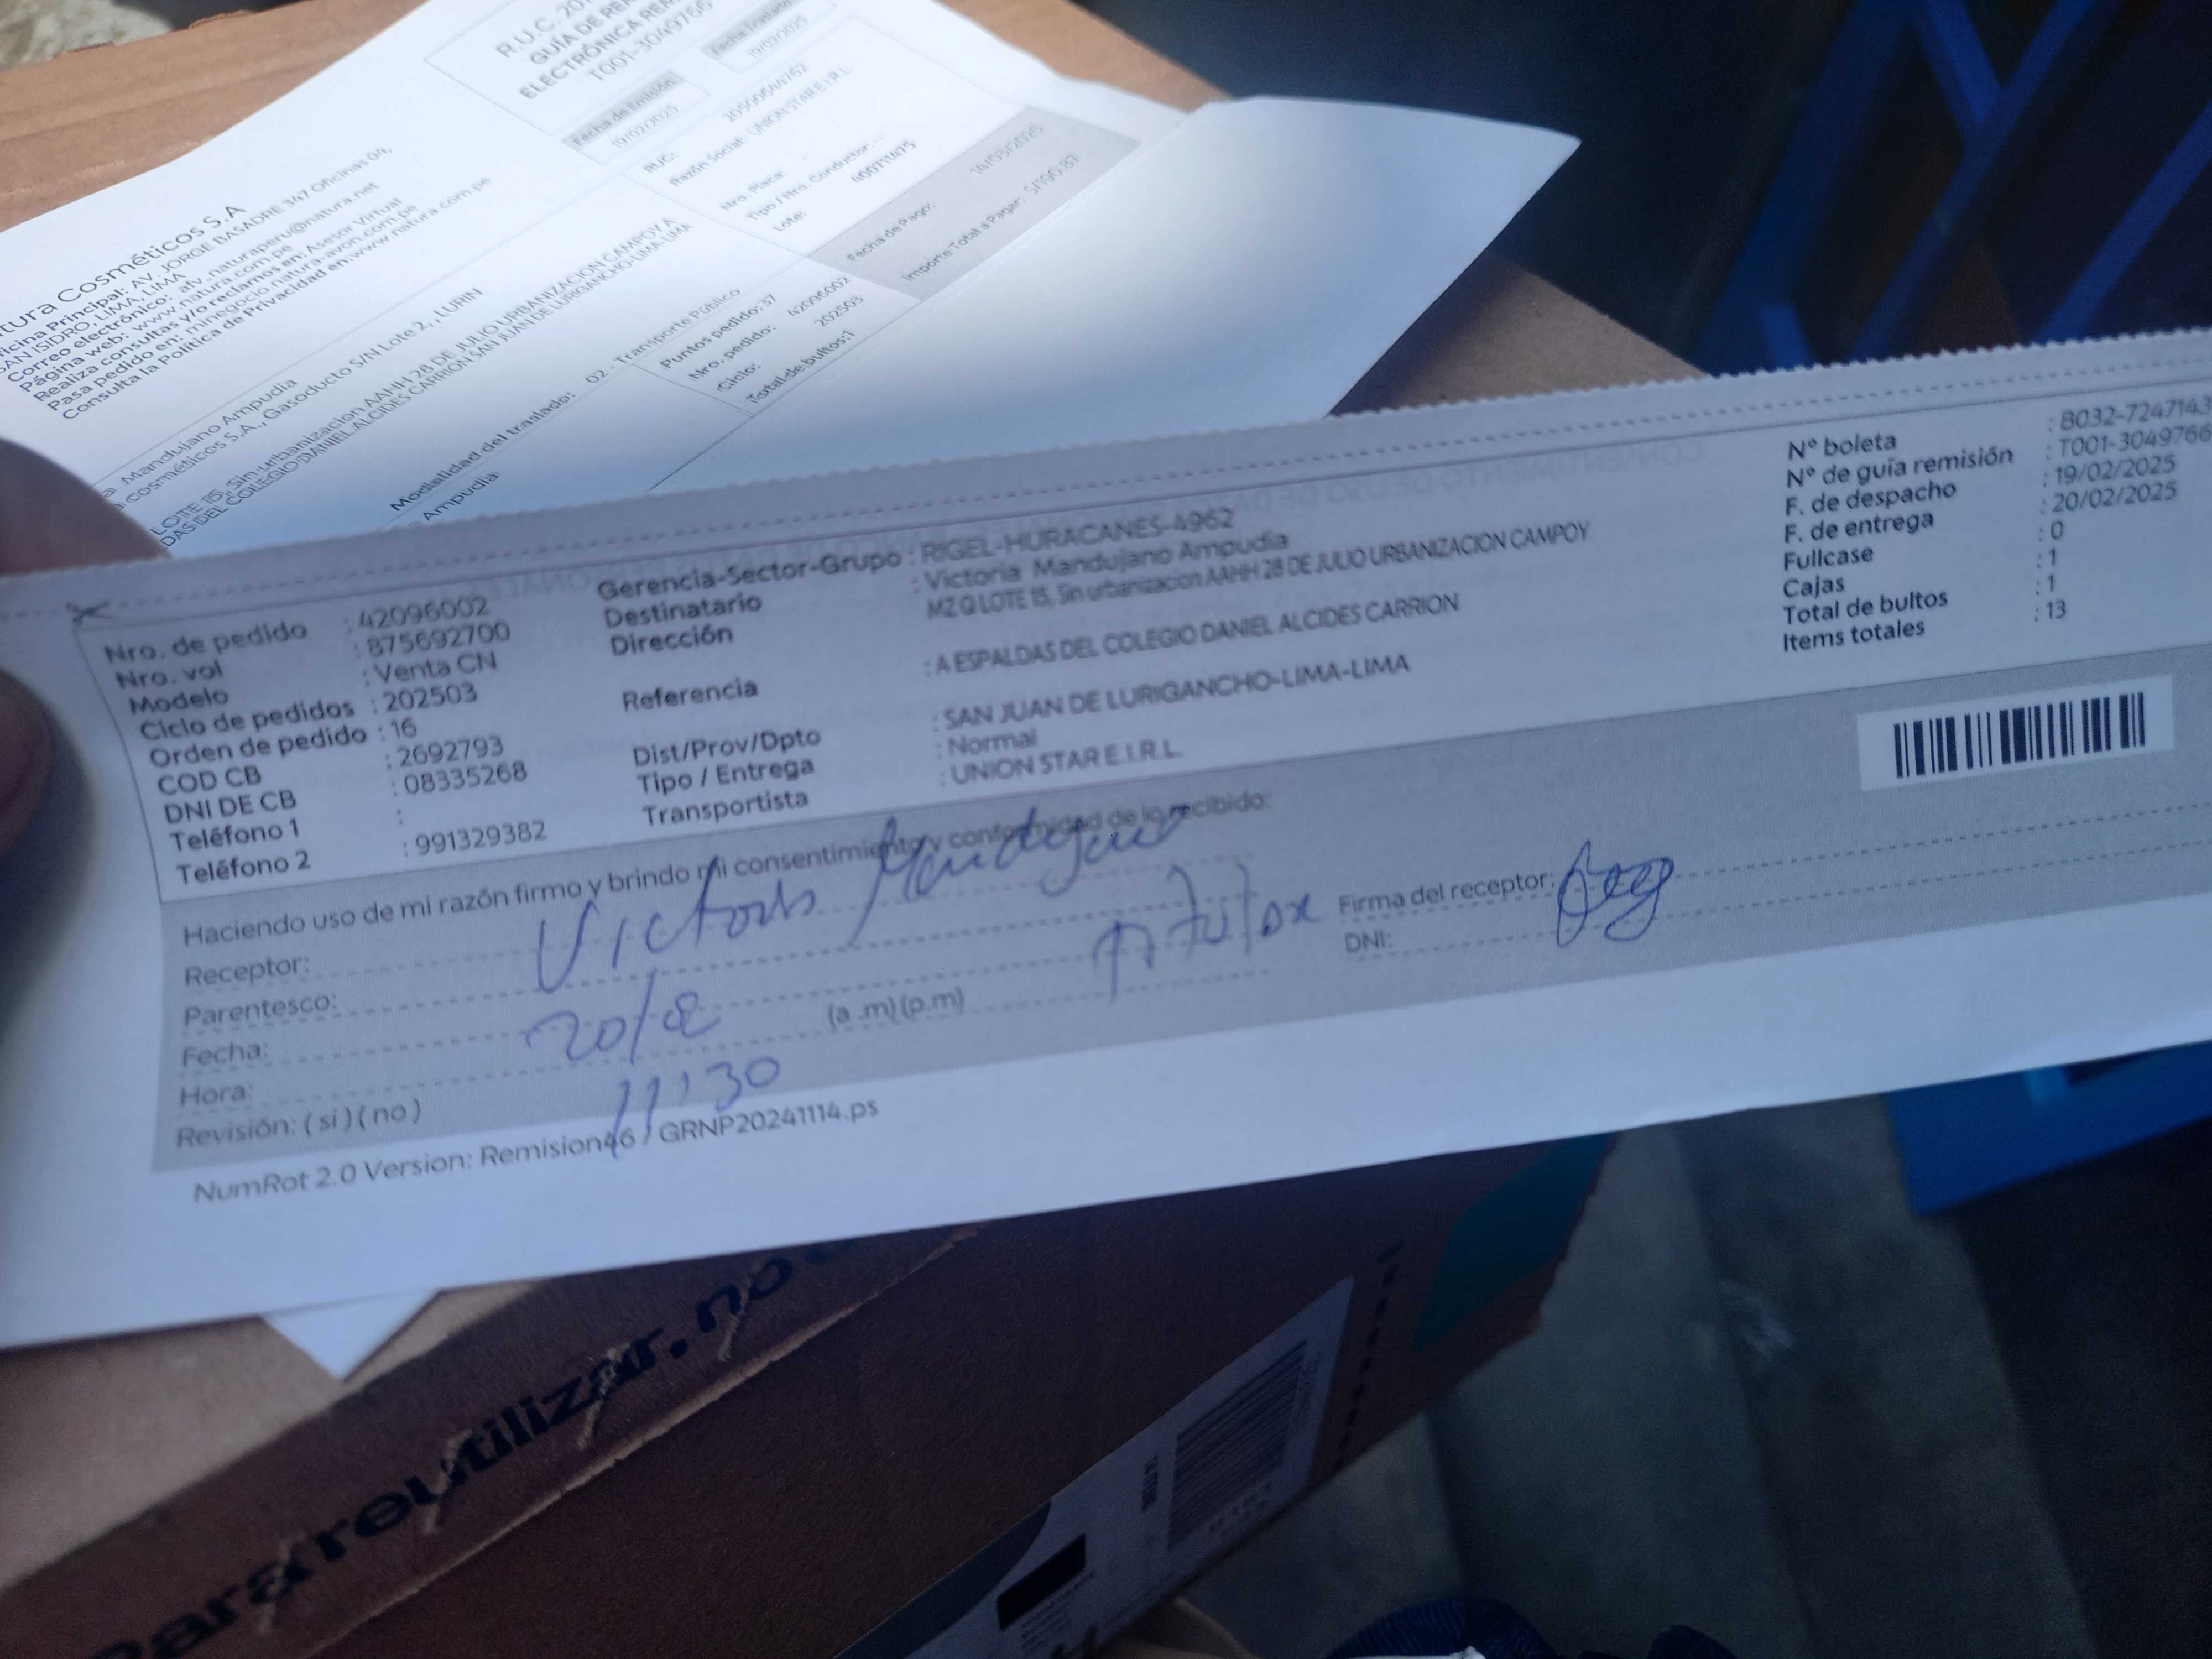 R.U.C. 201
GUÍA DE REM
ELECTRÓNICA REM
T001-3049766
Fecha de Emisión
19/02/2025
Fecha Traslado
19/02/2025
tura Cosméticos S.A
icina Principal: AV. JORGE BASADRE 347 Oficinas 04,
SAN ISIDRO, LIMA, LIMA
Correo electrónico: afv_naturaperu@natura.net
Página web: www.natura.com.pe
Realiza consultas y/o reclamos en: Asesor Virtual
Pasa pedido en: minegocio.natura-avon.com.pe
Consulta la Política de Privacidad en:www.natura.com.pe
RUC:
Razón Social: UNION STAR E.I.R.L.
Nro. Placa:
Tipo / Nro. Conductor: -
Lote: 400711475
a Mandujano Ampudia
a cosméticos S.A., Gasoducto S/N Lote 2, , LURIN
LOTE 15, Sin urbanizacion AAHH 28 DE JULIO URBANIZACION CAMPOY A
DAS DEL COLEGIO DANIEL ALCIDES CARRION SAN JUAN DE LURIGANCHO-LIMA-LIMA
Modalidad del traslado: 02 - Transporte Público
Ampudia
Puntos pedido: 37
Nro. pedido: 42096002
Ciclo: 202503
Total de bultos: 1
Fecha de Pago: 14/03/2025
Importe Total a Pagar: S/190.87
Nro. de pedido : 42096002
Nro. vol : 875692700
Modelo : Venta CN
Ciclo de pedidos : 202503
Orden de pedido : 16
COD CB : 2692793
DNI DE CB : 08335268
Teléfono 1 :
Teléfono 2 : 991329382
Gerencia-Sector-Grupo : RIGEL-HURACANES-4962
Destinatario : Victoria Mandujano Ampudia
Dirección MZ Q LOTE 15, Sin urbanizacion AAHH 28 DE JULIO URBANIZACION CAMPOY
Referencia : A ESPALDAS DEL COLEGIO DANIEL ALCIDES CARRION
Dist/Prov/Dpto : SAN JUAN DE LURIGANCHO-LIMA-LIMA
Tipo / Entrega : Normal
Transportista : UNION STAR E.I.R.L.
N° boleta : B032-7247143
N° de guía remisión : T001-3049766
F. de despacho : 19/02/2025
F. de entrega : 20/02/2025
Fullcase : 0
Cajas : 1
Total de bultos : 1
Items totales : 13
Haciendo uso de mi razón firmo y brindo mi consentimiento y conformidad de lo recibido:
Receptor: Mandujano
Parentesco:
Fecha: 20/2
Hora: 11:30 (a .m) (p.m)
Revisión: ( si ) ( no )
Firma del receptor:
DNI:
NumRot 2.0 Version: Remision46 / GRNP20241114.ps
Para reutilizar, no